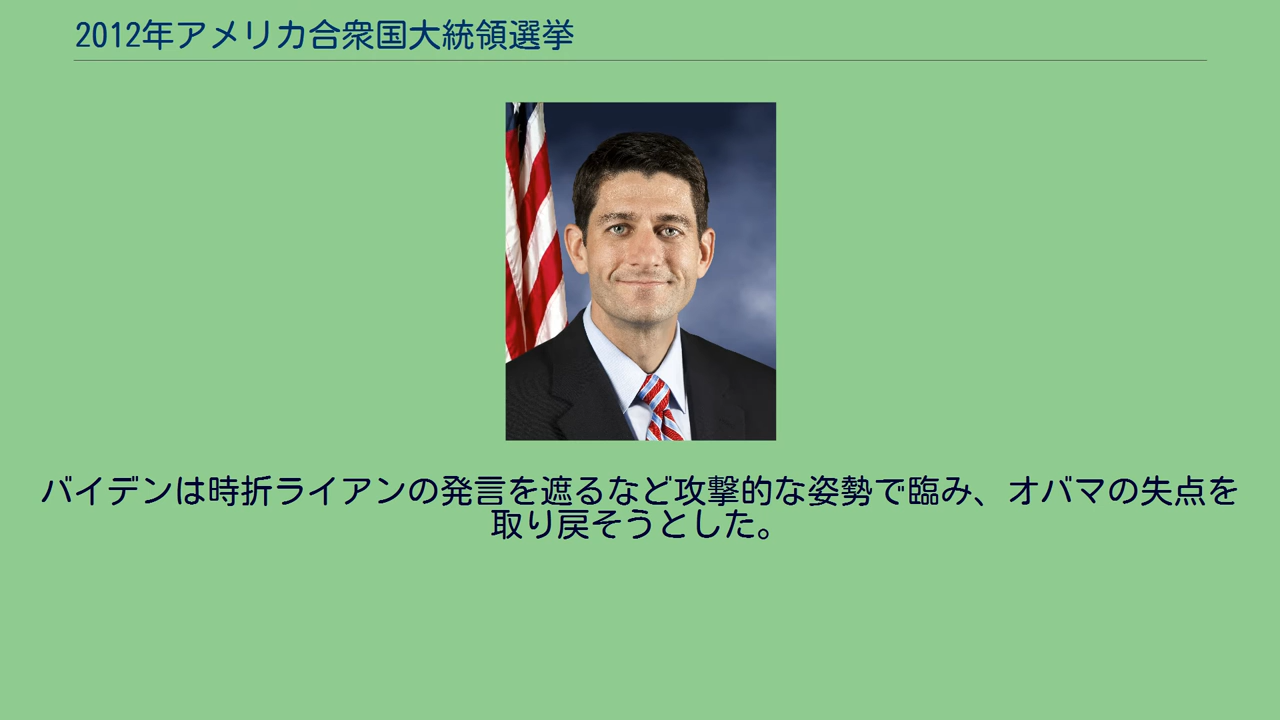 2012年アメリカ合衆国大統領選挙
バイデンは時折ライアンの発言を遮るなど攻撃的な姿勢で臨み、オバマの失点を
取り戻そうとした。